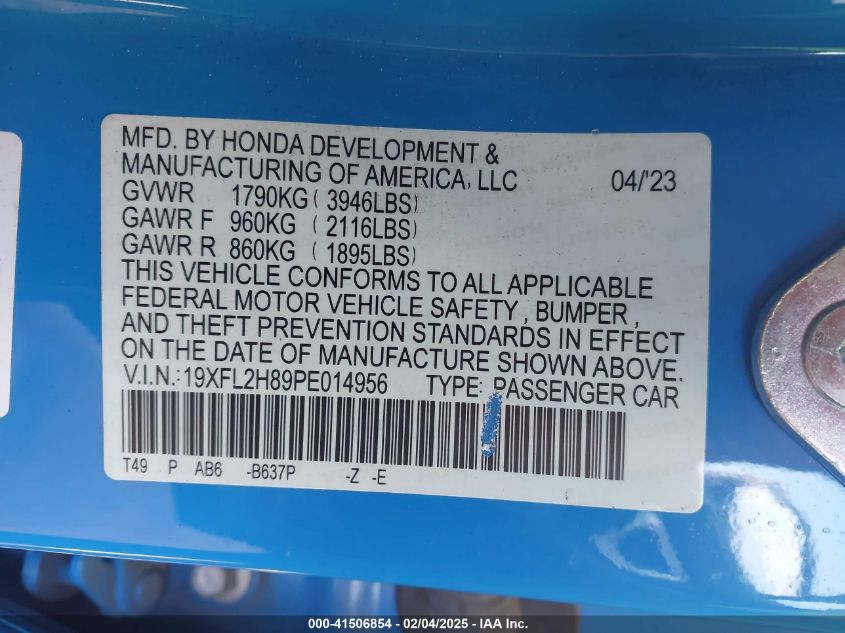 MFD. BY HONDA DEVELOPMENT &
MANUFACTURING OF AMERICA, LLC 04/'23
GVWR 1790KG ( 3946LBS)
GAWR F 960KG ( 2116LBS)
GAWR R 860KG ( 1895LBS)
THIS VEHICLE CONFORMS TO ALL APPLICABLE
FEDERAL MOTOR VEHICLE SAFETY, BUMPER,
AND THEFT PREVENTION STANDARDS IN EFFECT
ON THE DATE OF MANUFACTURE SHOWN ABOVE.
V.I.N.:19XFL2H89PE014956 TYPE: PASSENGER CAR
T49 P AB6 -B637P -Z -E
000-41506854 — 02/04/2025 — IAAI.COM